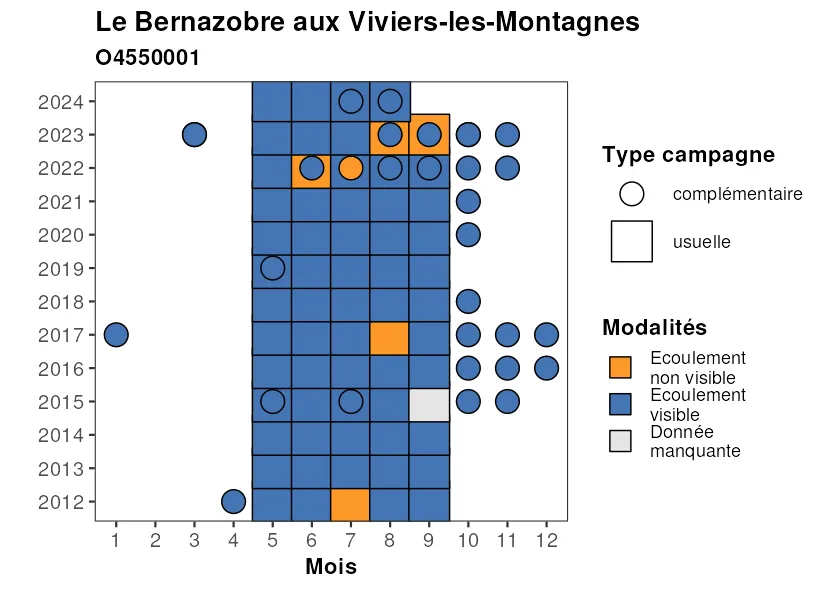 Le Bernazobre aux Viviers-les-Montagnes
O4550001
2024
2023
2022
2021
2020
2019
2018
2017
2016
2015
2014
2013
2012
1 2 3 4 5 6 7 8 9 10 11 12
Mois
Type campagne
complémentaire
usuelle
Modalités
Ecoulement
non visible
Ecoulement
visible
Donnée
manquante